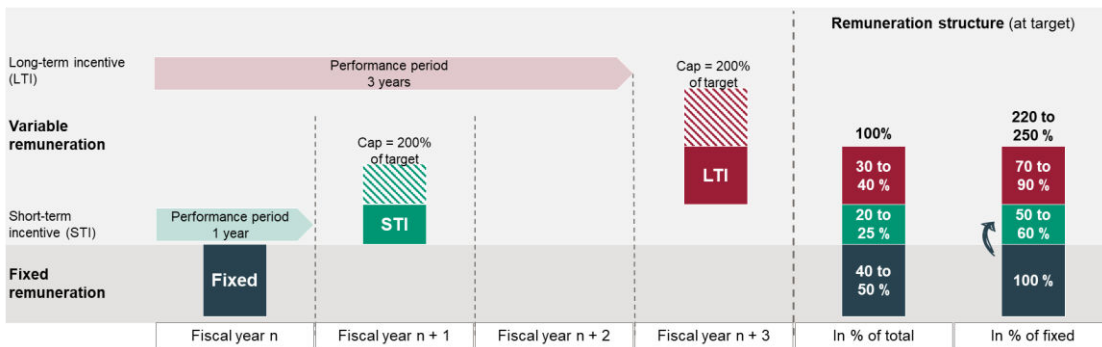 Remuneration structure (at target)
Long-term incentive
(LTI)
Performance period
3 years
Cap = 200%
of target
Variable
remuneration
Cap = 200%
of target
LTI
100%
220 to
250 %
30 to
40 %
70 to
90 %
Short-term
incentive (STI)
Performance period
1 year
STI
20 to
25 %
50 to
60 %
Fixed
remuneration
Fixed
40 to
50 %
100 %
Fiscal year n
Fiscal year n + 1
Fiscal year n + 2
Fiscal year n + 3
In % of total
In % of fixed